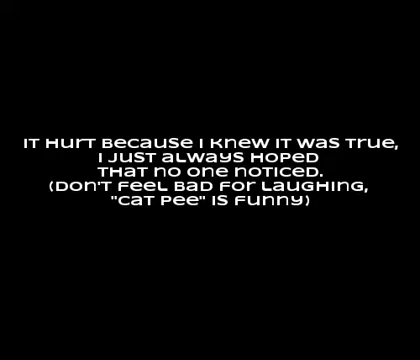 It hurt because I knew it was true,
I just always hoped
that no one noticed.
(Don't feel bad for laughing,
"cat pee" is funny)